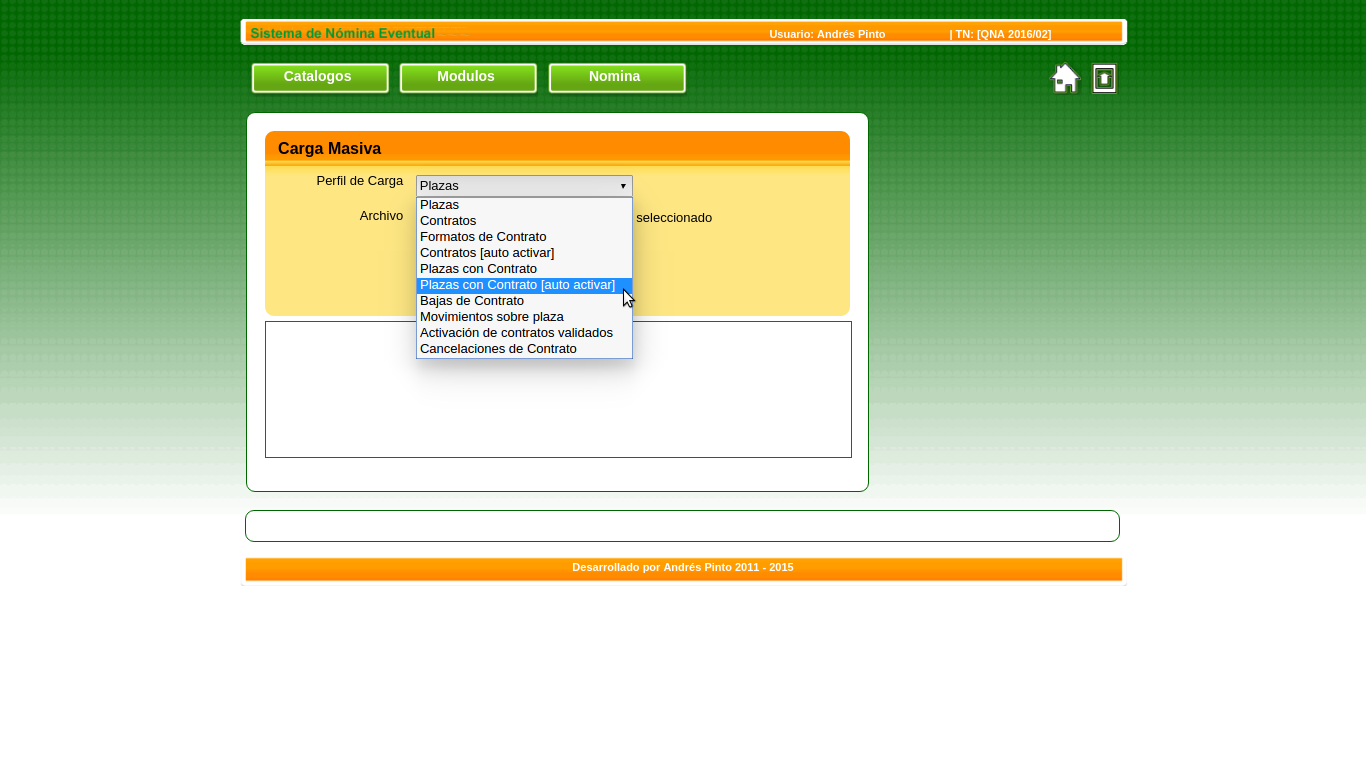 Sistema de Nómina Eventual
Usuario: Andrés Pinto | TN: [QNA 2016/02]
Catalogos Modulos Nomina
Carga Masiva
Perfil de Carga Plazas
Archivo seleccionado
Plazas
Contratos
Formatos de Contrato
Contratos [auto activar]
Plazas con Contrato
Plazas con Contrato [auto activar]
Bajas de Contrato
Movimientos sobre plaza
Activación de contratos validados
Cancelaciones de Contrato
Desarrollado por Andrés Pinto 2011 - 2015